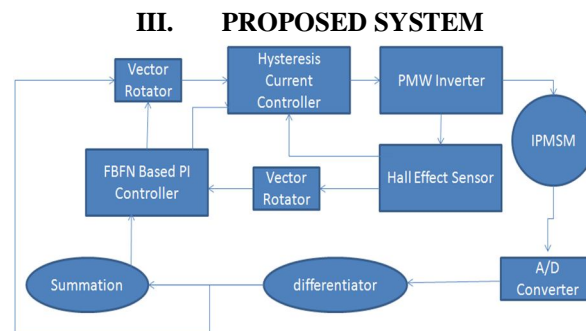 III. PROPOSED SYSTEM
Vector
Rotator
Hysteresis
Current
Controller
PMW Inverter
IPMSM
FBFN Based PI
Controller
Vector
Rotator
Hall Effect Sensor
Summation
differentiator
A/D
Converter